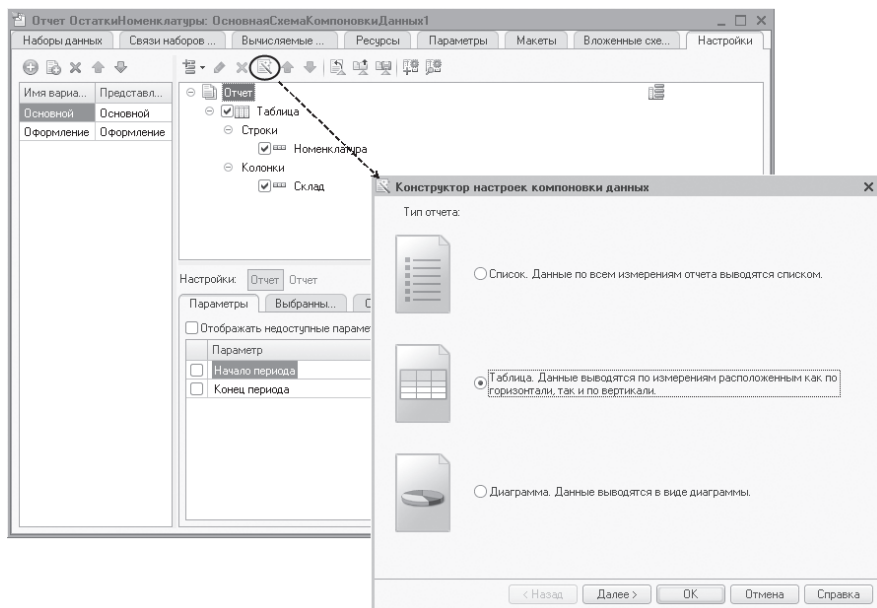 Отчет ОстаткиНоменклатуры: ОсновнаяСхемаКомпоновкиДанных1
Наборы данных Связи наборов ... Вычисляемые ... Ресурсы Параметры Макеты Вложенные схе... Настройки
Имя вариа... Представл...
Основной Основной
Оформление Оформление
Отчет
Таблица
Строки
Номенклатура
Колонки
Склад
Настройки: Отчет Отчет
Параметры Выбранны... С
Отображать недоступные параме
Параметр
Начало периода
Конец периода
Конструктор настроек компоновки данных
Тип отчета:
Список. Данные по всем измерениям отчета выводятся списком.
Таблица. Данные выводятся по измерениям расположенным как по
горизонтали, так и по вертикали.
Диаграмма. Данные выводятся в виде диаграммы.
< Назад Далее > OK Отмена Справка